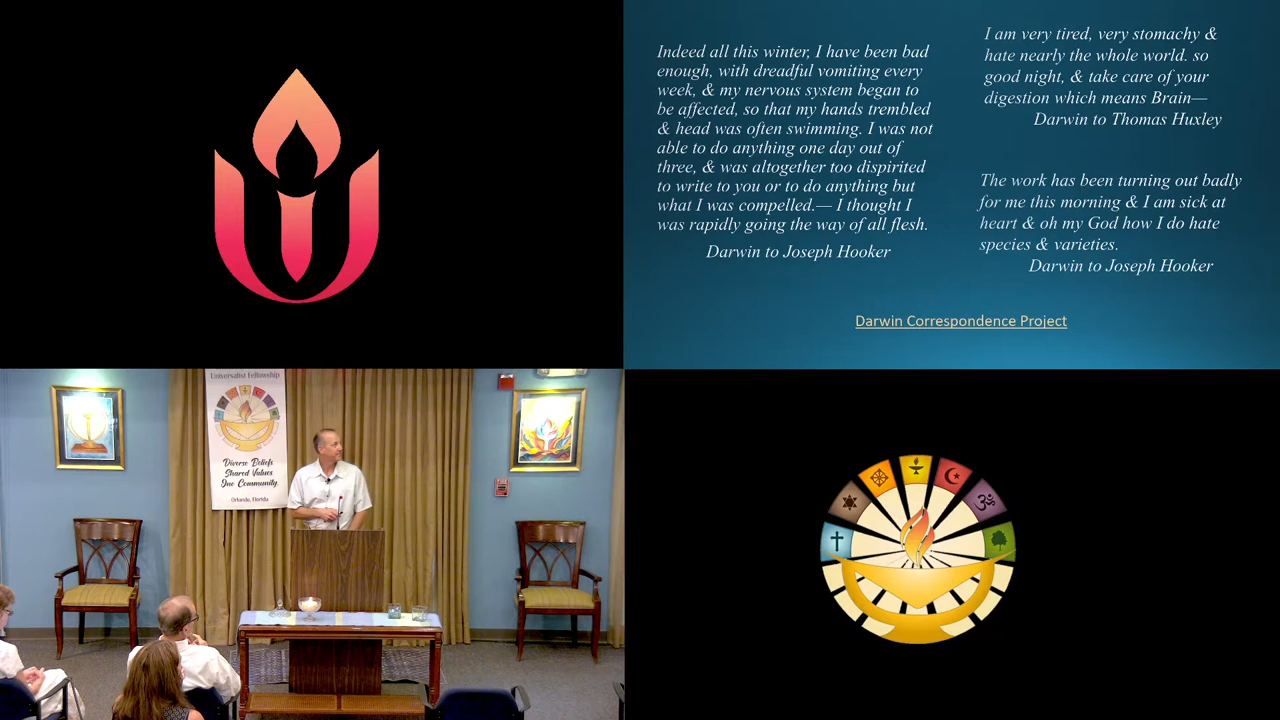 Indeed all this winter, I have been bad
enough, with dreadful vomiting every
week, & my nervous system began to
be affected, so that my hands trembled
& head was often swimming. I was not
able to do anything one day out of
three, & was altogether too dispirited
to write to you or to do anything but
what I was compelled.— I thought I
was rapidly going the way of all flesh.
Darwin to Joseph Hooker
I am very tired, very stomachy &
hate nearly the whole world. so
good night, & take care of your
digestion which means Brain—
Darwin to Thomas Huxley
The work has been turning out badly
for me this morning & I am sick at
heart & oh my God how I do hate
species & varieties.
Darwin to Joseph Hooker
Darwin Correspondence Project
Universalist Fellowship
Diverse Beliefs
Shared Values
One Community
Orlando, Florida